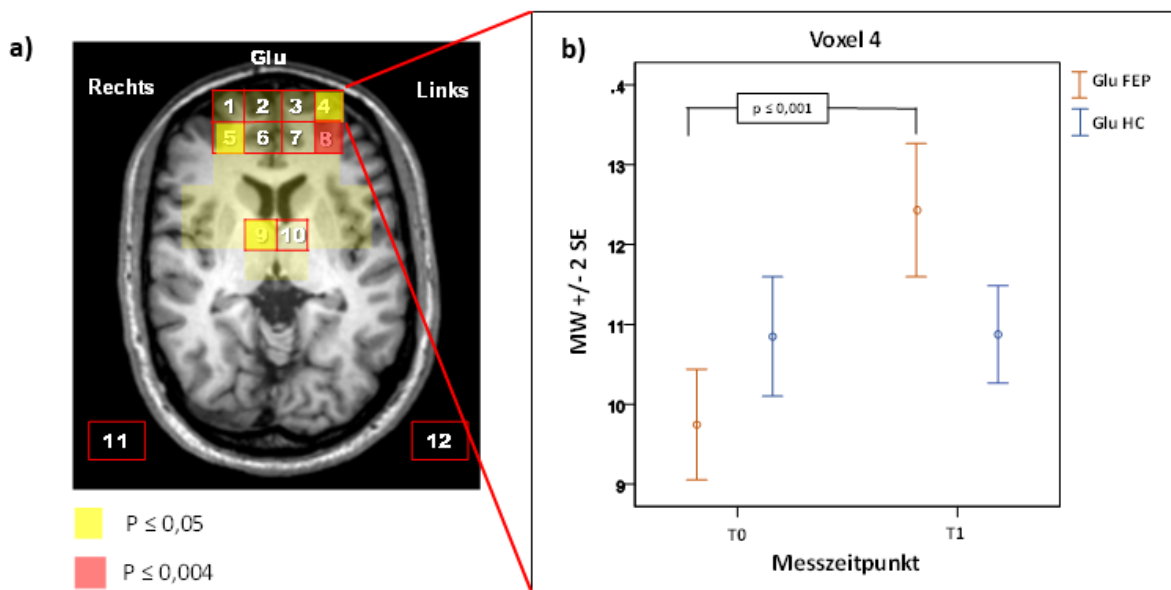 a)
Glu
Rechts
Links
1 2 3 4
5 6 7 8
9 10
11
12
P ≤ 0,05
P ≤ 0,004
b)
Voxel 4
.4
p ≤ 0,001
13
12
11
10
9
MW +/- 2 SE
T0
T1
Messzeitpunkt
Glu FEP
Glu HC